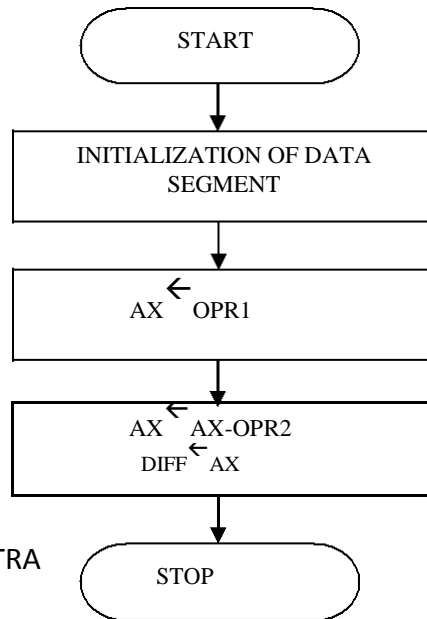 START
INITIALIZATION OF DATA
SEGMENT
AX ← OPR1
AX ← AX-OPR2
DIFF ← AX
TRA
STOP